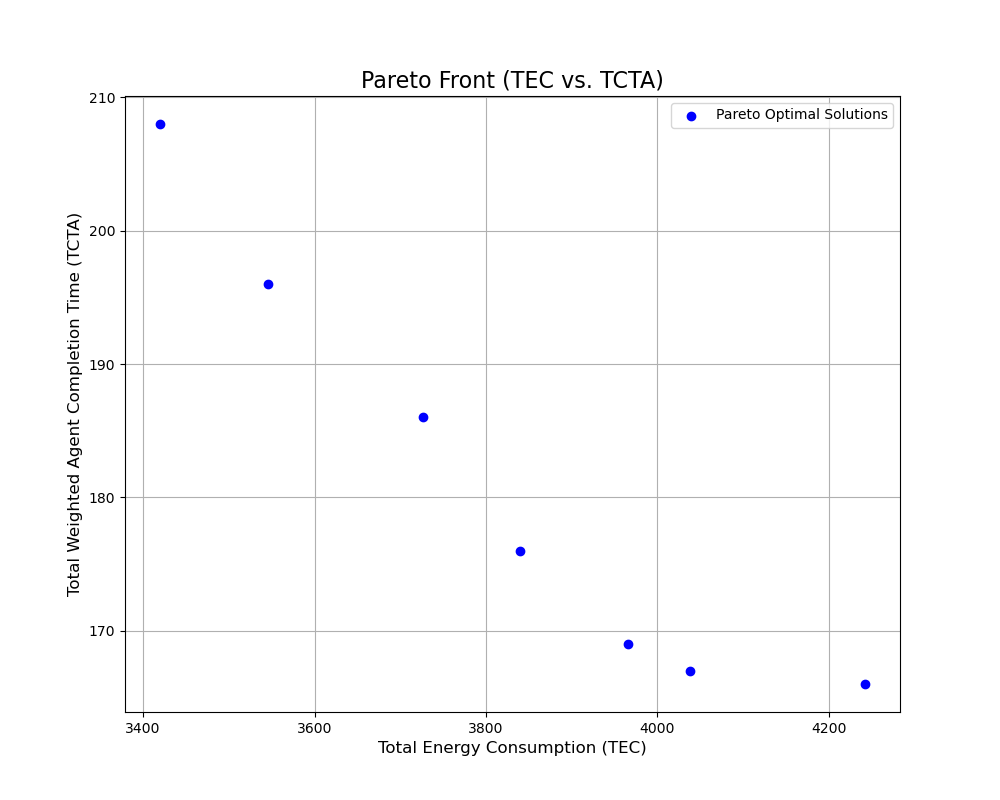 Pareto Front (TEC vs. TCTA)
Pareto Optimal Solutions
Total Weighted Agent Completion Time (TCTA)
210
200
190
180
170
3400 3600 3800 4000 4200
Total Energy Consumption (TEC)